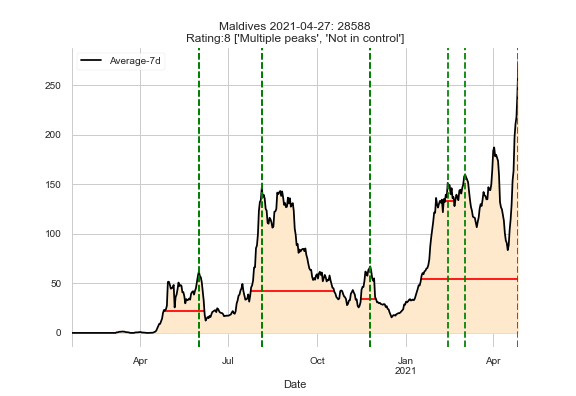 Maldives 2021-04-27: 28588
Rating:8 ['Multiple peaks', 'Not in control']
Average-7d
250
200
150
100
50
0
Apr
Jul
Oct
Jan
2021
Apr
Date